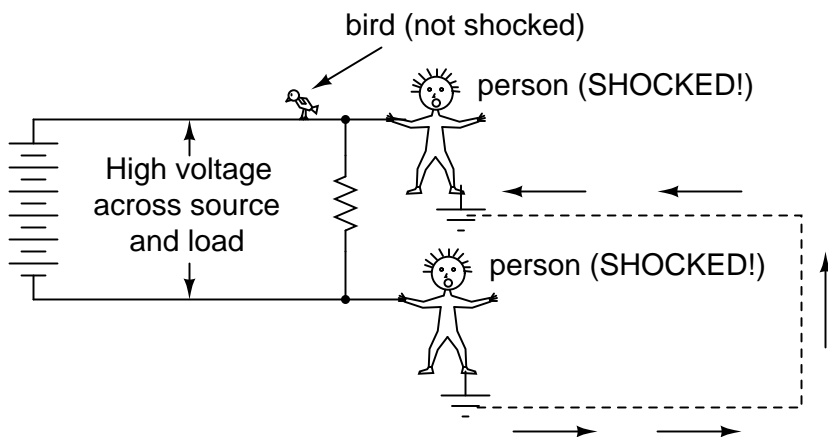 bird (not shocked)
person (SHOCKED!)
High voltage
across source
and load
person (SHOCKED!)